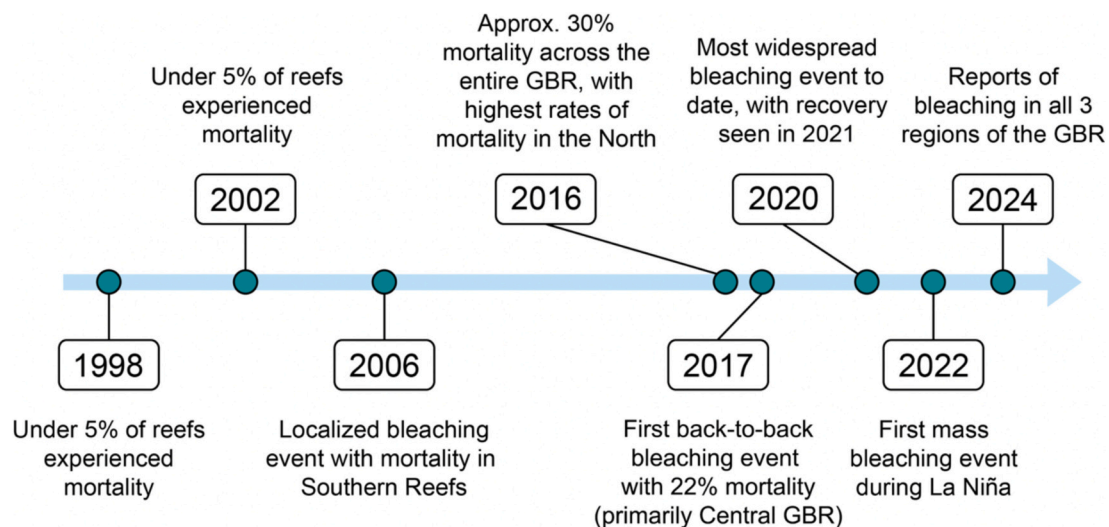 Under 5% of reefs
experienced
mortality
2002
Approx. 30%
mortality across the
entire GBR, with
highest rates of
mortality in the North
2016
Most widespread
bleaching event to
date, with recovery
seen in 2021
2020
Reports of
bleaching in all 3
regions of the GBR
2024
1998
Under 5% of reefs
experienced
mortality
2006
Localized bleaching
event with mortality in
Southern Reefs
2017
First back-to-back
bleaching event
with 22% mortality
(primarily Central GBR)
2022
First mass
bleaching event
during La Niña